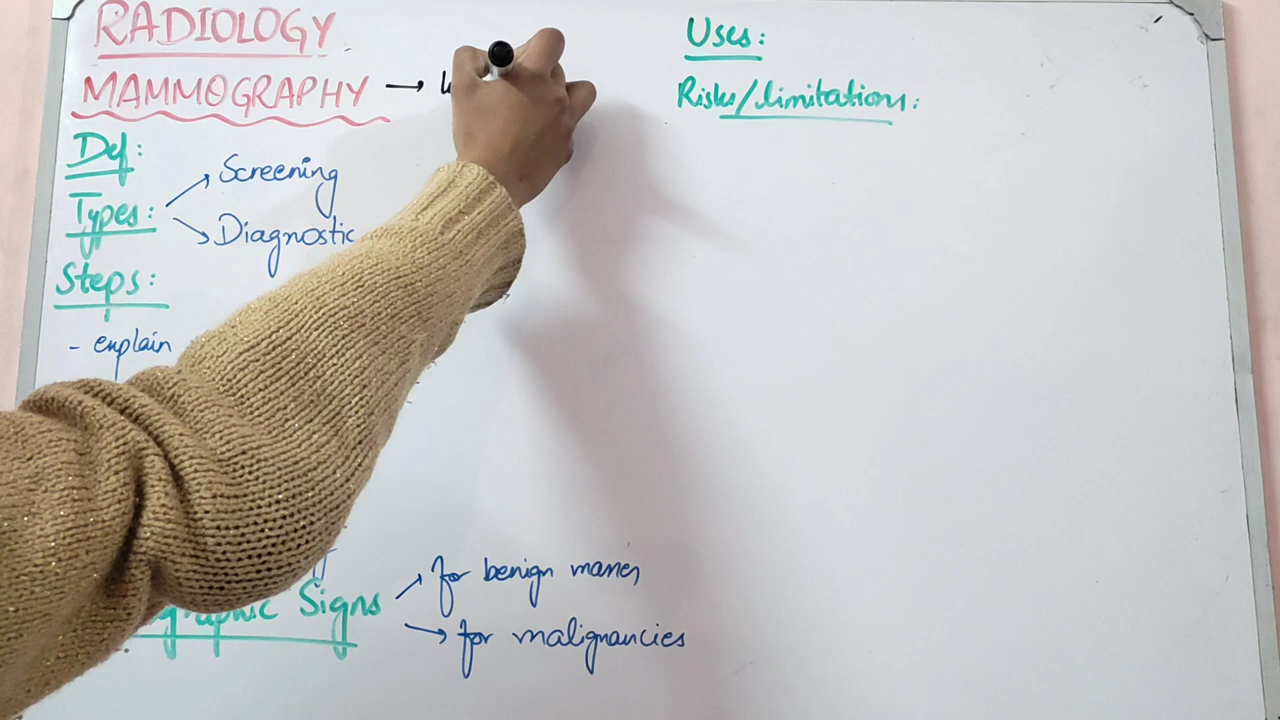 RADIOLOGY
MAMMOGRAPHY →
Def:
Types: Screening
Diagnostic
Steps:
- explain
Signs for benign masses
for malignancies
Uses:
Risks/limitations: